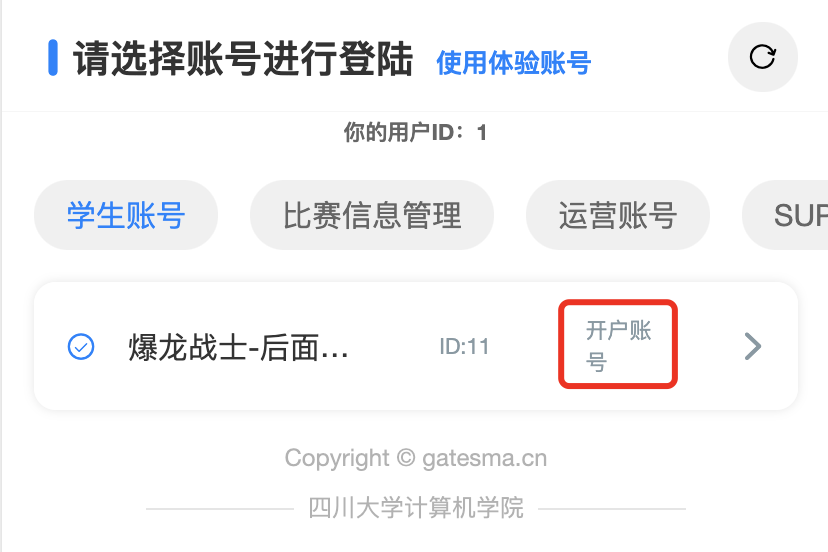 请选择账号进行登陆 使用体验账号
你的用户ID：1
学生账号 比赛信息管理 运营账号 SUP
爆龙战士-后面... ID:11 开户账
号
Copyright © gatesma.cn
四川大学计算机学院